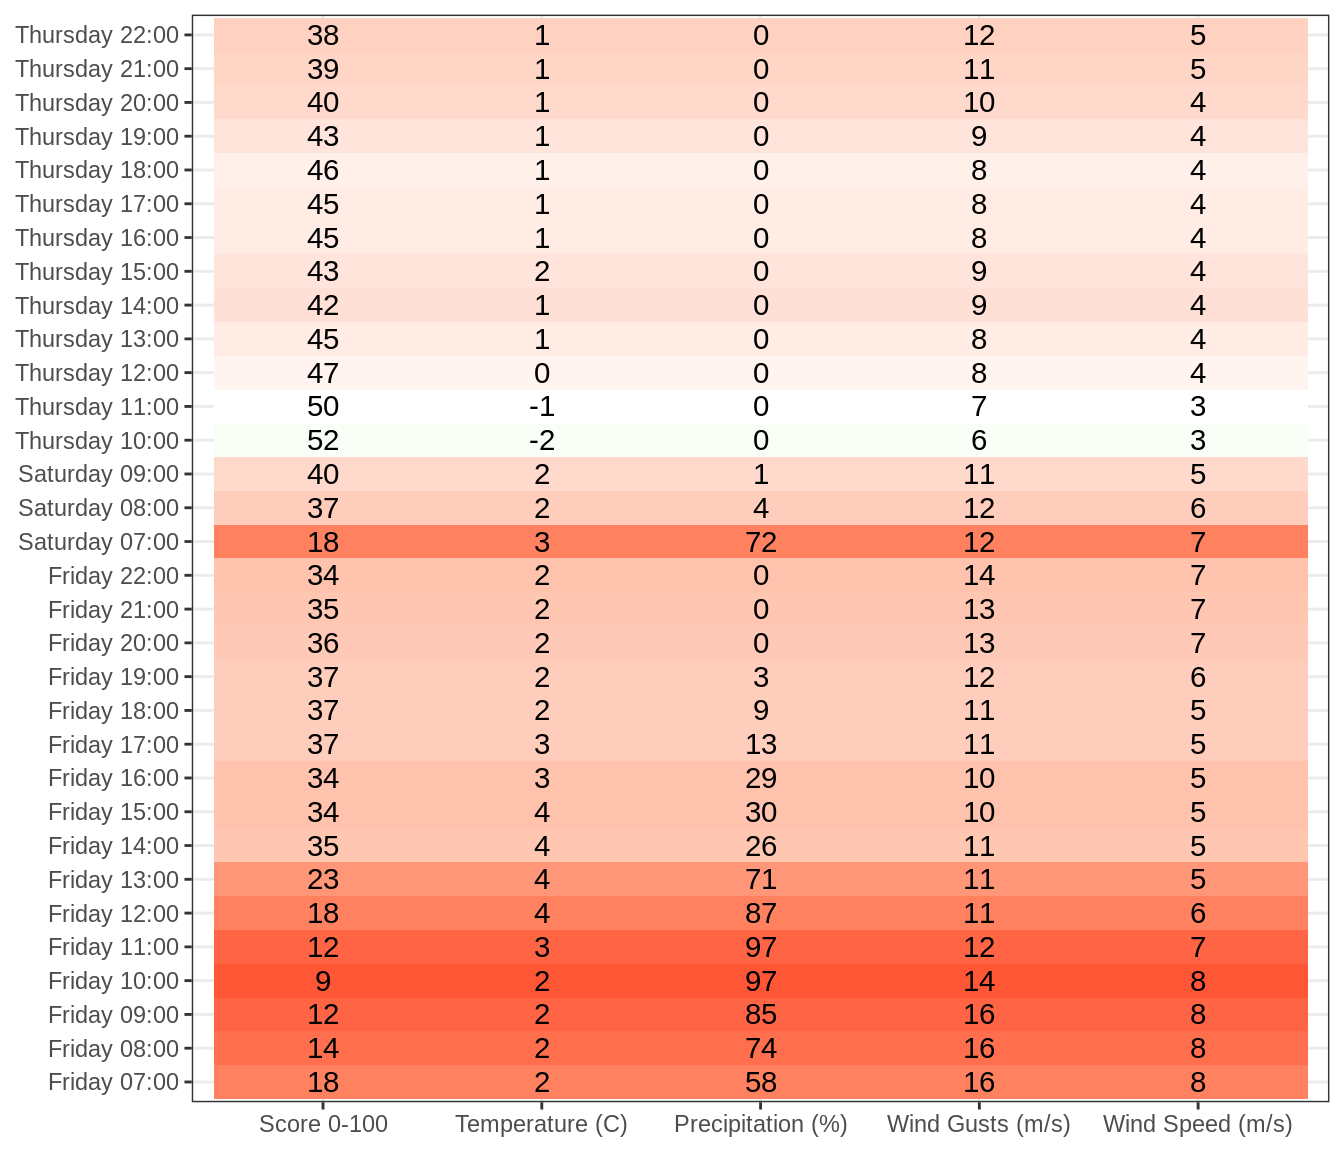 Thursday 22:00 38 1 0 12 5
Thursday 21:00 39 1 0 11 5
Thursday 20:00 40 1 0 10 4
Thursday 19:00 43 1 0 9 4
Thursday 18:00 46 1 0 8 4
Thursday 17:00 45 1 0 8 4
Thursday 16:00 45 1 0 8 4
Thursday 15:00 43 2 0 9 4
Thursday 14:00 42 1 0 9 4
Thursday 13:00 45 1 0 8 4
Thursday 12:00 47 0 0 8 4
Thursday 11:00 50 -1 0 7 3
Thursday 10:00 52 -2 0 6 3
Saturday 09:00 40 2 1 11 5
Saturday 08:00 37 2 4 12 6
Saturday 07:00 18 3 72 12 7
Friday 22:00 34 2 0 14 7
Friday 21:00 35 2 0 13 7
Friday 20:00 36 2 0 13 7
Friday 19:00 37 2 3 12 6
Friday 18:00 37 2 9 11 5
Friday 17:00 37 3 13 11 5
Friday 16:00 34 3 29 10 5
Friday 15:00 34 4 30 10 5
Friday 14:00 35 4 26 11 5
Friday 13:00 23 4 71 11 5
Friday 12:00 18 4 87 11 6
Friday 11:00 12 3 97 12 7
Friday 10:00 9 2 97 14 8
Friday 09:00 12 2 85 16 8
Friday 08:00 14 2 74 16 8
Friday 07:00 18 2 58 16 8
Score 0-100 Temperature (C) Precipitation (%) Wind Gusts (m/s) Wind Speed (m/s)